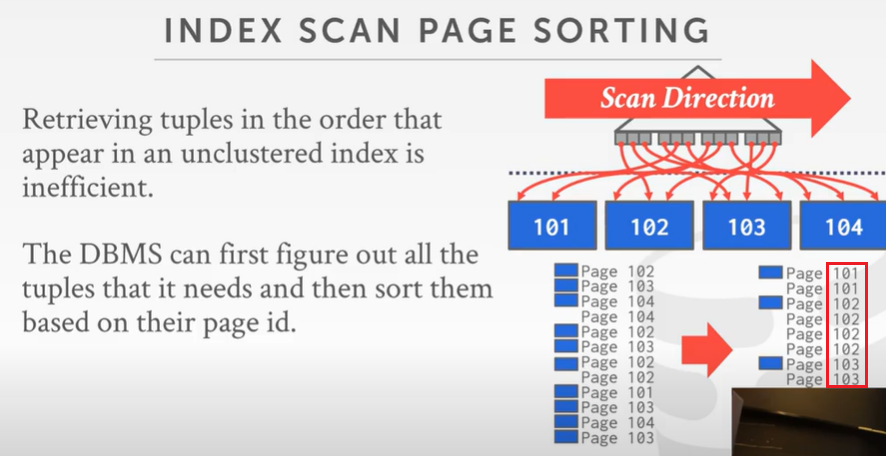 INDEX SCAN PAGE SORTING
Retrieving tuples in the order that
appear in an unclustered index is
inefficient.
The DBMS can first figure out all the
tuples that it needs and then sort them
based on their page id.
Scan Direction
101
102
103
104
Page 102
Page 103
Page 104
Page 104
Page 102
Page 103
Page 102
Page 102
Page 101
Page 103
Page 104
Page 103
Page 101
Page 101
Page 102
Page 102
Page 102
Page 102
Page 103
Page 103